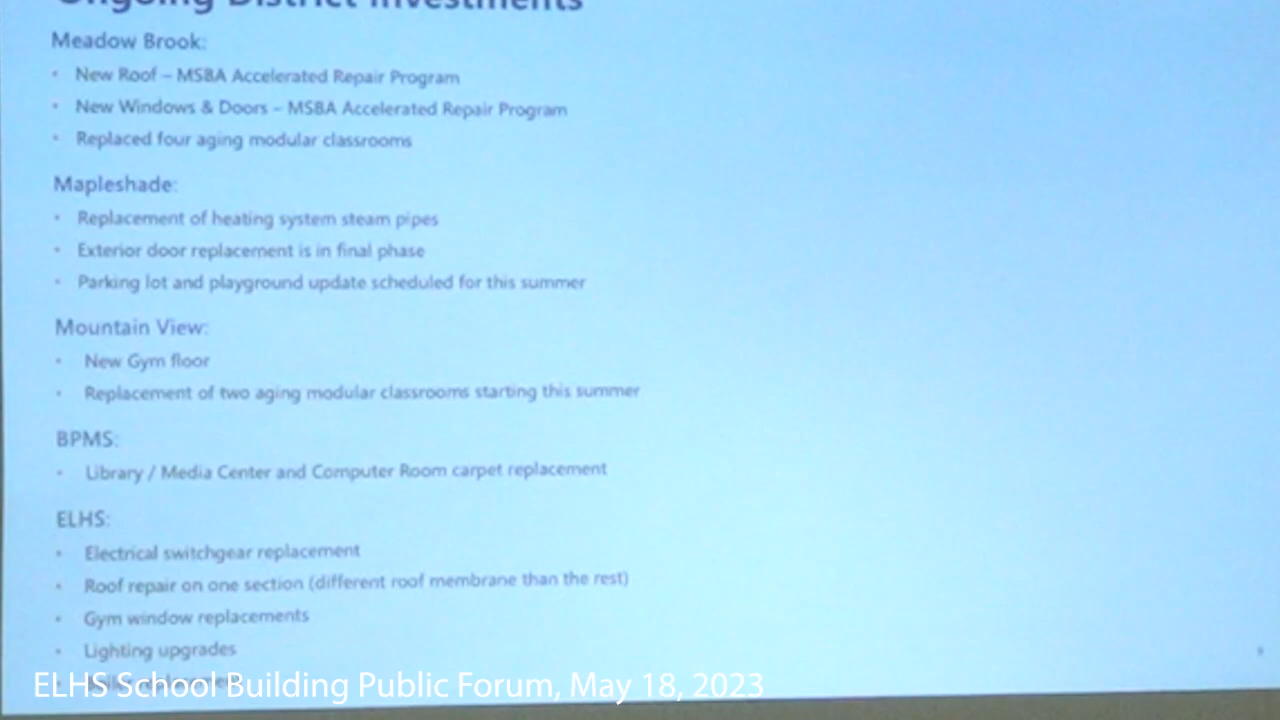 Ongoing District Investments
Meadow Brook:
• New Roof – MSBA Accelerated Repair Program
• New Windows & Doors – MSBA Accelerated Repair Program
• Replaced four aging modular classrooms
Mapleshade:
• Replacement of heating system steam pipes
• Exterior door replacement is in final phase
• Parking lot and playground update scheduled for this summer
Mountain View:
• New Gym floor
• Replacement of two aging modular classrooms starting this summer
BPMS:
• Library / Media Center and Computer Room carpet replacement
ELHS:
• Electrical switchgear replacement
• Roof repair on one section (different roof membrane than the rest)
• Gym window replacements
• Lighting upgrades
ELHS School Building Public Forum, May 18, 2023